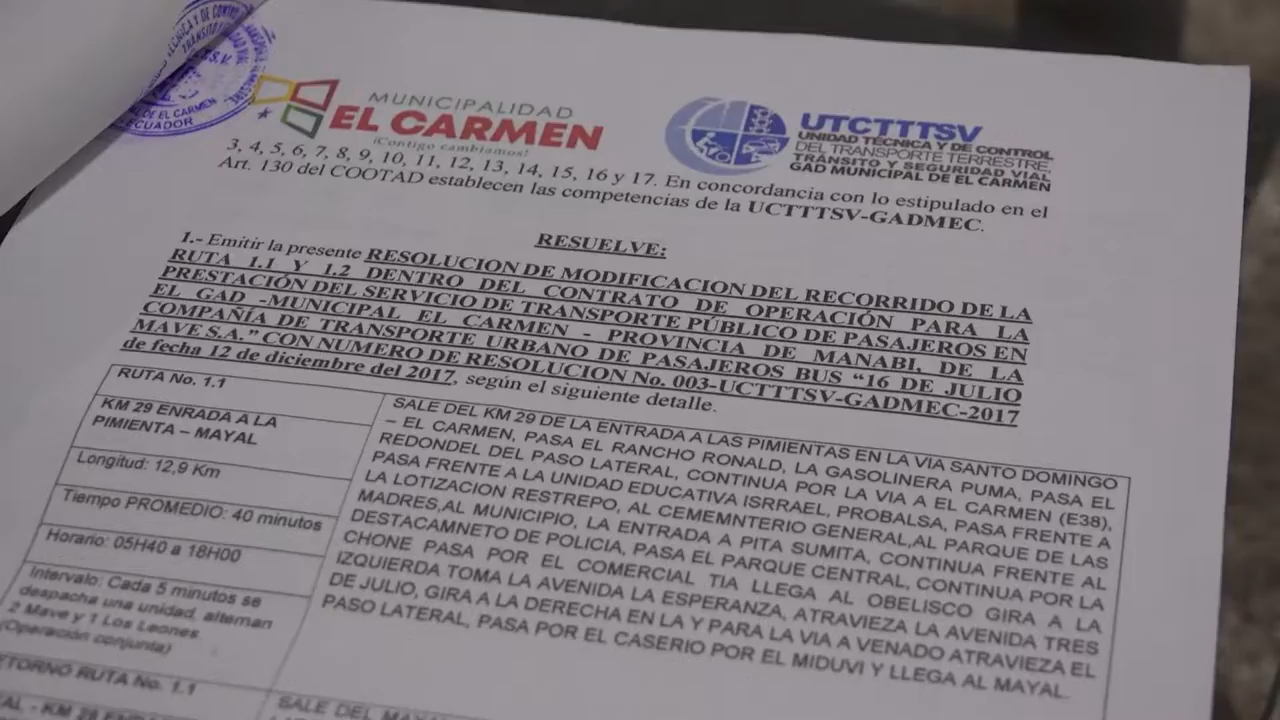 TÉCNICA Y DE CONTROL
TRÁNSITO
VIAL
T.S.V.
DE EL CARMEN
ECUADOR
MUNICIPALIDAD
EL CARMEN
¡Contigo cambiamos!
UTCTTTSV
UNIDAD TÉCNICA Y DE CONTROL
DEL TRANSPORTE TERRESTRE,
TRÁNSITO Y SEGURIDAD VIAL
GAD MUNICIPAL DE EL CARMEN
3, 4, 5, 6, 7, 8, 9, 10, 11, 12, 13, 14, 15, 16 y 17. En concordancia con lo estipulado en el
Art. 130 del COOTAD establecen las competencias de la UCTTTSV-GADMEC.
RESUELVE:
1.- Emitir la presente RESOLUCION DE MODIFICACION DEL RECORRIDO DE LA
RUTA 1.1 Y 1.2 DENTRO DEL CONTRATO DE OPERACIÓN PARA LA
PRESTACIÓN DEL SERVICIO DE TRANSPORTE PÚBLICO DE PASAJEROS EN
EL GAD -MUNICIPAL EL CARMEN - PROVINCIA DE MANABI, DE LA
COMPAÑÍA DE TRANSPORTE URBANO DE PASAJEROS BUS “16 DE JULIO
MAVE S.A.” CON NUMERO DE RESOLUCIÓN No. 003-UCTTTSV-GADMEC-2017
de fecha 12 de diciembre del 2017, según el siguiente detalle.
RUTA No. 1.1
KM 29 ENRADA A LA
PIMIENTA – MAYAL
Longitud: 12,9 Km
Tiempo PROMEDIO: 40 minutos
Horario: 05H40 a 18H00
Intervalo: Cada 5 minutos se
despacha una unidad, alternan
2 Mave y 1 Los Leones
(Operación conjunta)
SALE DEL KM 29 DE LA ENTRADA A LAS PIMIENTAS EN LA VIA SANTO DOMINGO
– EL CARMEN, PASA EL RANCHO RONALD, LA GASOLINERA PUMA, PASA EL
REDONDEL DEL PASO LATERAL, CONTINUA POR LA VIA A EL CARMEN (E38),
PASA FRENTE A LA UNIDAD EDUCATIVA ISRRAEL, PROBALSA, PASA FRENTE A
LA LOTIZACION RESTREPO, AL CEMEMNTERIO GENERAL,AL PARQUE DE LAS
MADRES,AL MUNICIPIO, LA ENTRADA A PITA SUMITA, CONTINUA FRENTE AL
DESTACAMNETO DE POLICIA, PASA EL PARQUE CENTRAL, CONTINUA POR LA
CHONE PASA POR EL COMERCIAL TIA LLEGA AL OBELISCO GIRA A LA
IZQUIERDA TOMA LA AVENIDA LA ESPERANZA, ATRAVIEZA LA AVENIDA TRES
DE JULIO, GIRA A LA DERECHA EN LA Y PARA LA VIA A VENADO ATRAVIEZA EL
PASO LATERAL, PASA POR EL CASERIO POR EL MIDUVI Y LLEGA AL MAYAL.
RUTA No. 1.1
KM 29
SALE DEL